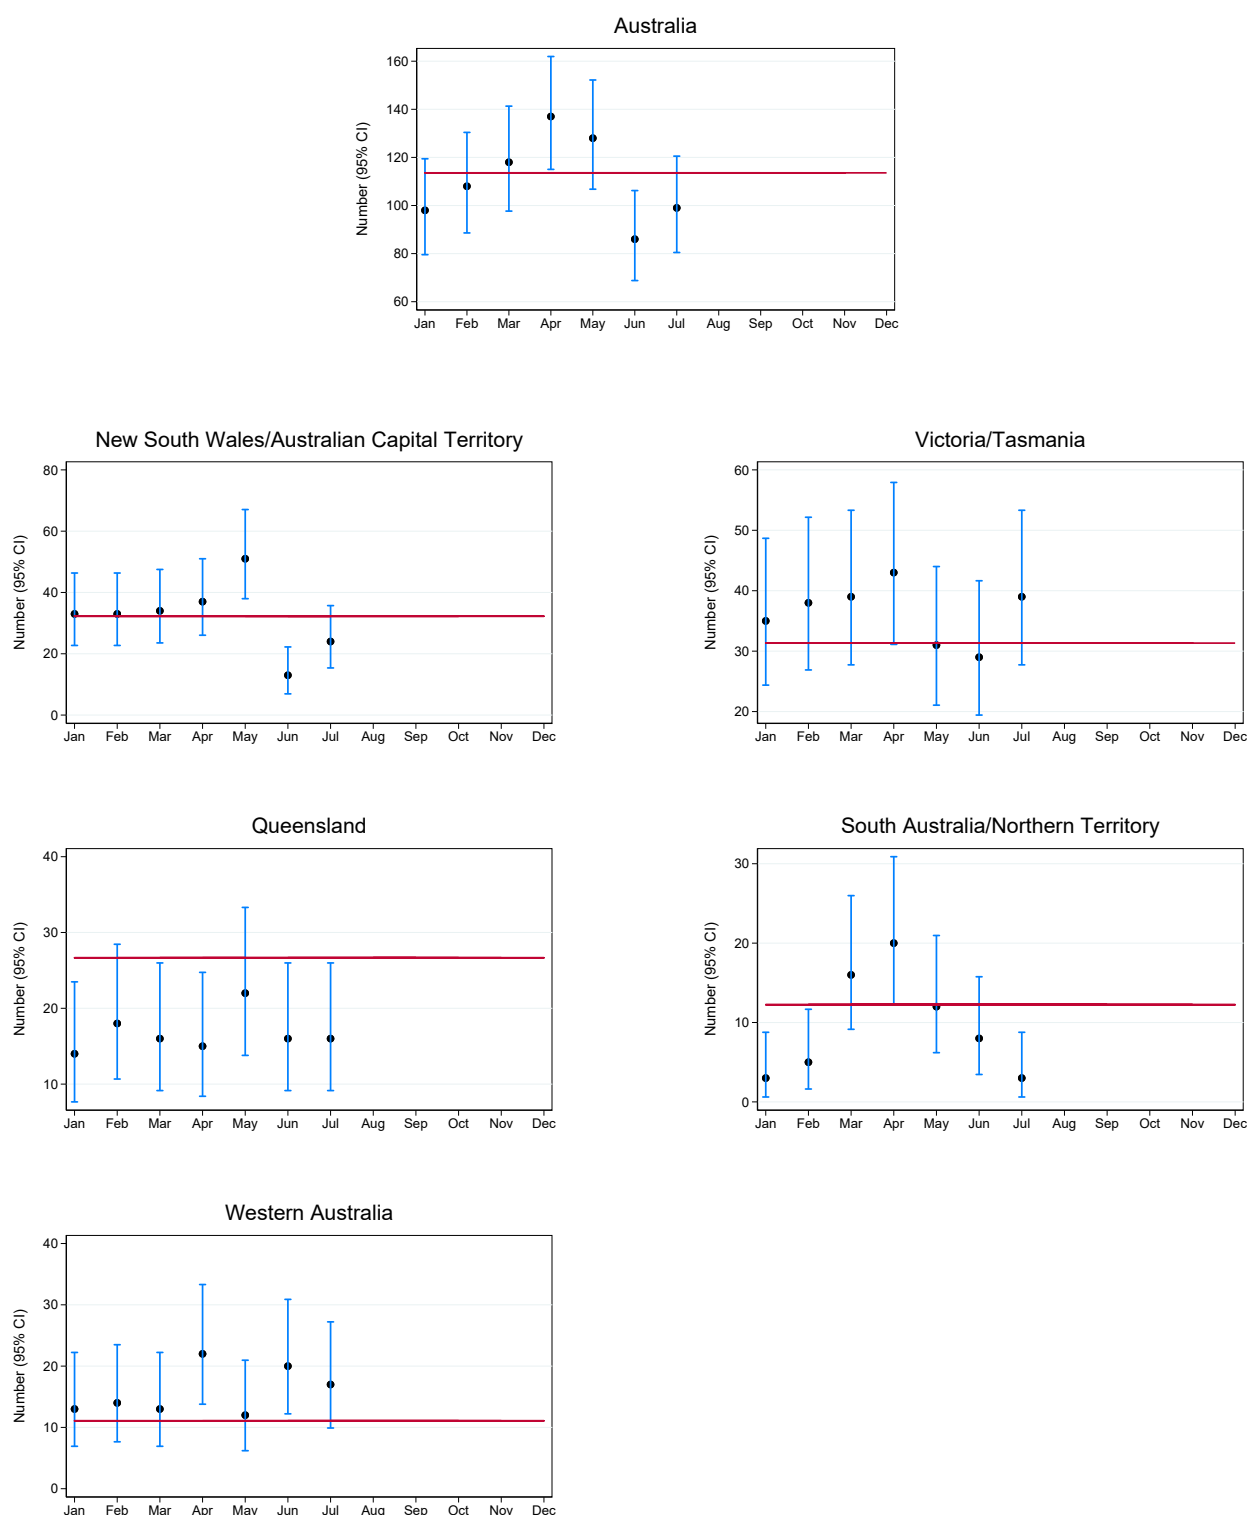 Australia
Number (95% CI)
160
140
120
100
80
60
Jan Feb Mar Apr May Jun Jul Aug Sep Oct Nov Dec
New South Wales/Australian Capital Territory
Number (95% CI)
80
60
40
20
0
Jan Feb Mar Apr May Jun Jul Aug Sep Oct Nov Dec
Victoria/Tasmania
Number (95% CI)
60
50
40
30
20
Jan Feb Mar Apr May Jun Jul Aug Sep Oct Nov Dec
Queensland
Number (95% CI)
40
30
20
10
Jan Feb Mar Apr May Jun Jul Aug Sep Oct Nov Dec
South Australia/Northern Territory
Number (95% CI)
30
20
10
0
Jan Feb Mar Apr May Jun Jul Aug Sep Oct Nov Dec
Western Australia
Number (95% CI)
40
30
20
10
0
Jan Feb Mar Apr May Jun Jul Aug Sep Oct Nov Dec